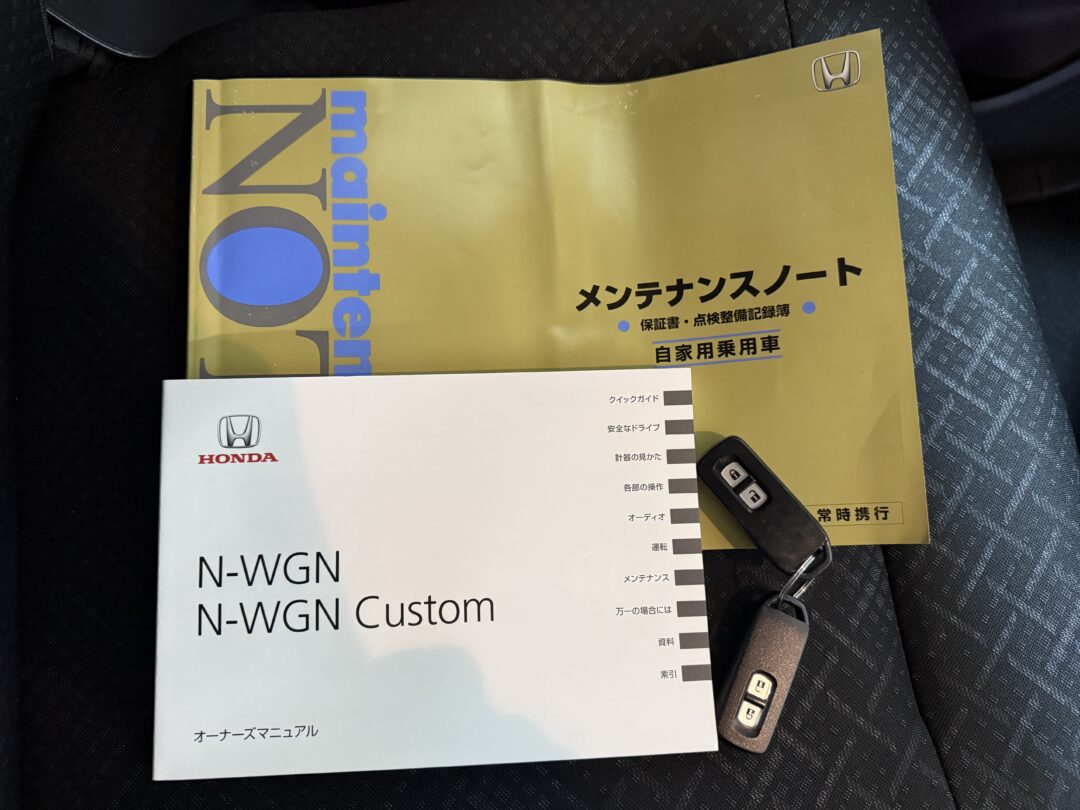 mainten
NOT
メンテナンスノート
保証書・点検整備記録簿
自家用乗用車
常時携行
HONDA
N-WGN
N-WGN Custom
オーナーズマニュアル
クイックガイド
安全なドライブ
計器の見かた
各部の操作
オーディオ
運転
メンテナンス
万一の場合には
資料
索引